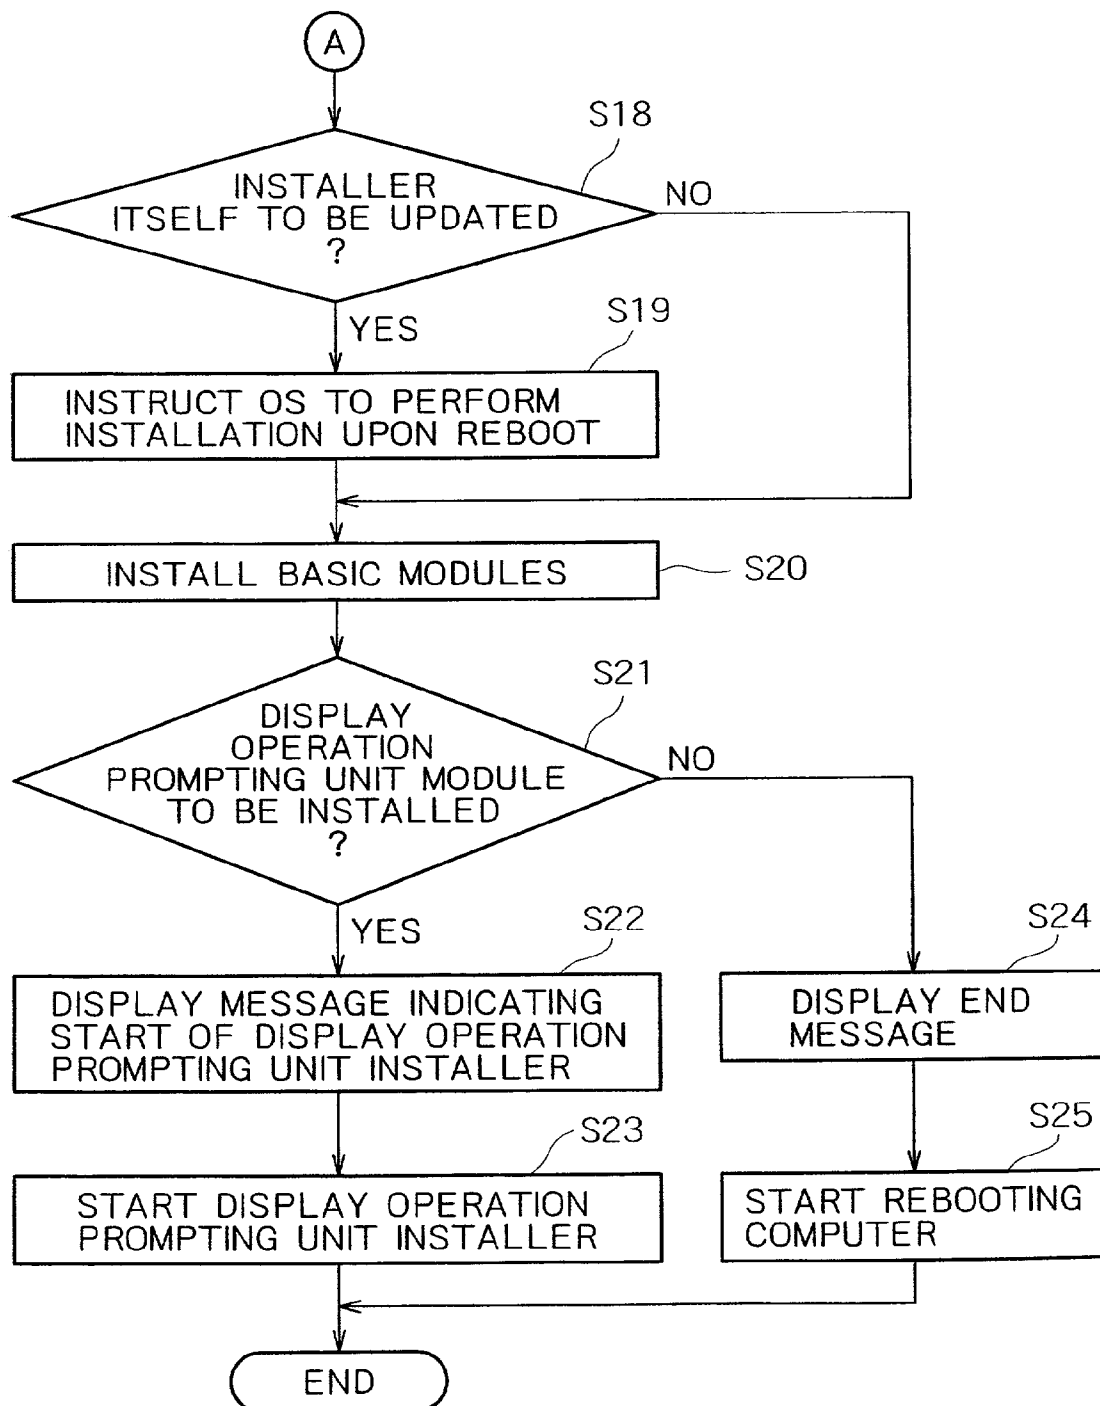 A
S18
INSTALLER
ITSELF TO BE UPDATED
?
NO
YES
S19
INSTRUCT OS TO PERFORM
INSTALLATION UPON REBOOT
INSTALL BASIC MODULES
S20
S21
DISPLAY
OPERATION
PROMPTING UNIT MODULE
TO BE INSTALLED
?
NO
YES
S22
DISPLAY MESSAGE INDICATING
START OF DISPLAY OPERATION
PROMPTING UNIT INSTALLER
S24
DISPLAY END
MESSAGE
S23
START DISPLAY OPERATION
PROMPTING UNIT INSTALLER
S25
START REBOOTING
COMPUTER
END